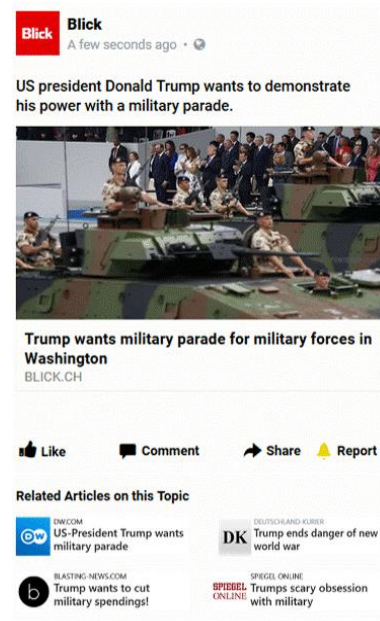 Blick
Blick
A few seconds ago
US president Donald Trump wants to demonstrate
his power with a military parade.
Trump wants military parade for military forces in
Washington
BLICK.CH
Like
Comment
Share
Report
Related Articles on this Topic
DW
DW.COM
US-President Trump wants
military parade
DK
DEUTSCHLAND-KURIER
Trump ends danger of new
world war
b
BLASTING-NEWS.COM
Trump wants to cut
military spendings!
SPIEGEL
ONLINE
SPIEGEL ONLINE
Trumps scary obsession
with military